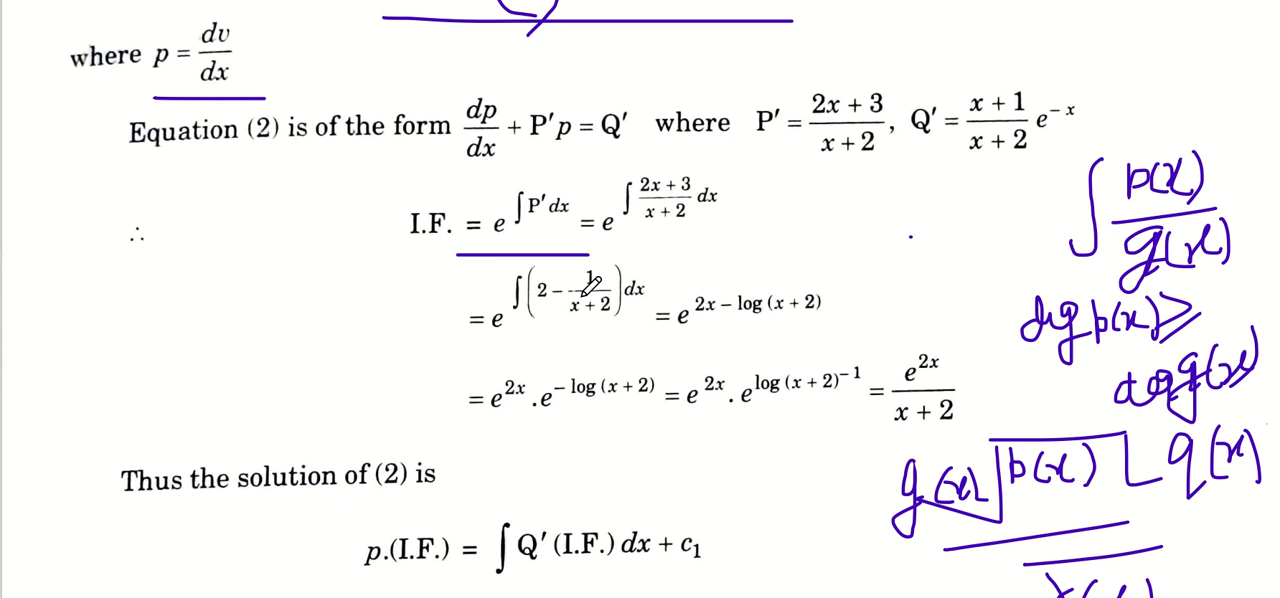 where p = dv/dx
Equation (2) is of the form dp/dx + P′p = Q′ where P′ = (2x + 3)/(x + 2), Q′ = (x + 1)/(x + 2) e^(– x)
∴ I.F. = e^(∫P′ dx) = e^(∫ (2x + 3)/(x + 2) dx)
= e^(∫(2 – 1/(x + 2)) dx) = e^(2x – log (x + 2))
= e^(2x) . e^(– log (x + 2)) = e^(2x) . e^(log (x + 2)^(–1)) = e^(2x)/(x + 2)
Thus the solution of (2) is
p.(I.F.) = ∫ Q′ (I.F.) dx + c₁
∫ p(x)/g(x)
deg p(x) ≥
deg g(x)
g(x) p(x) q(x)